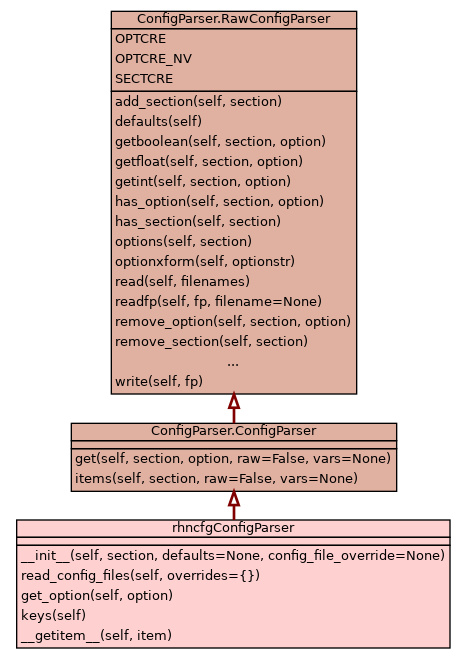 ConfigParser.RawConfigParser
OPTCRE
OPTCRE_NV
SECTCRE
add_section(self, section)
defaults(self)
getboolean(self, section, option)
getfloat(self, section, option)
getint(self, section, option)
has_option(self, section, option)
has_section(self, section)
options(self, section)
optionxform(self, optionstr)
read(self, filenames)
readfp(self, fp, filename=None)
remove_option(self, section, option)
remove_section(self, section)
...
write(self, fp)
ConfigParser.ConfigParser
get(self, section, option, raw=False, vars=None)
items(self, section, raw=False, vars=None)
rhncfgConfigParser
__init__(self, section, defaults=None, config_file_override=None)
read_config_files(self, overrides={})
get_option(self, option)
keys(self)
__getitem__(self, item)